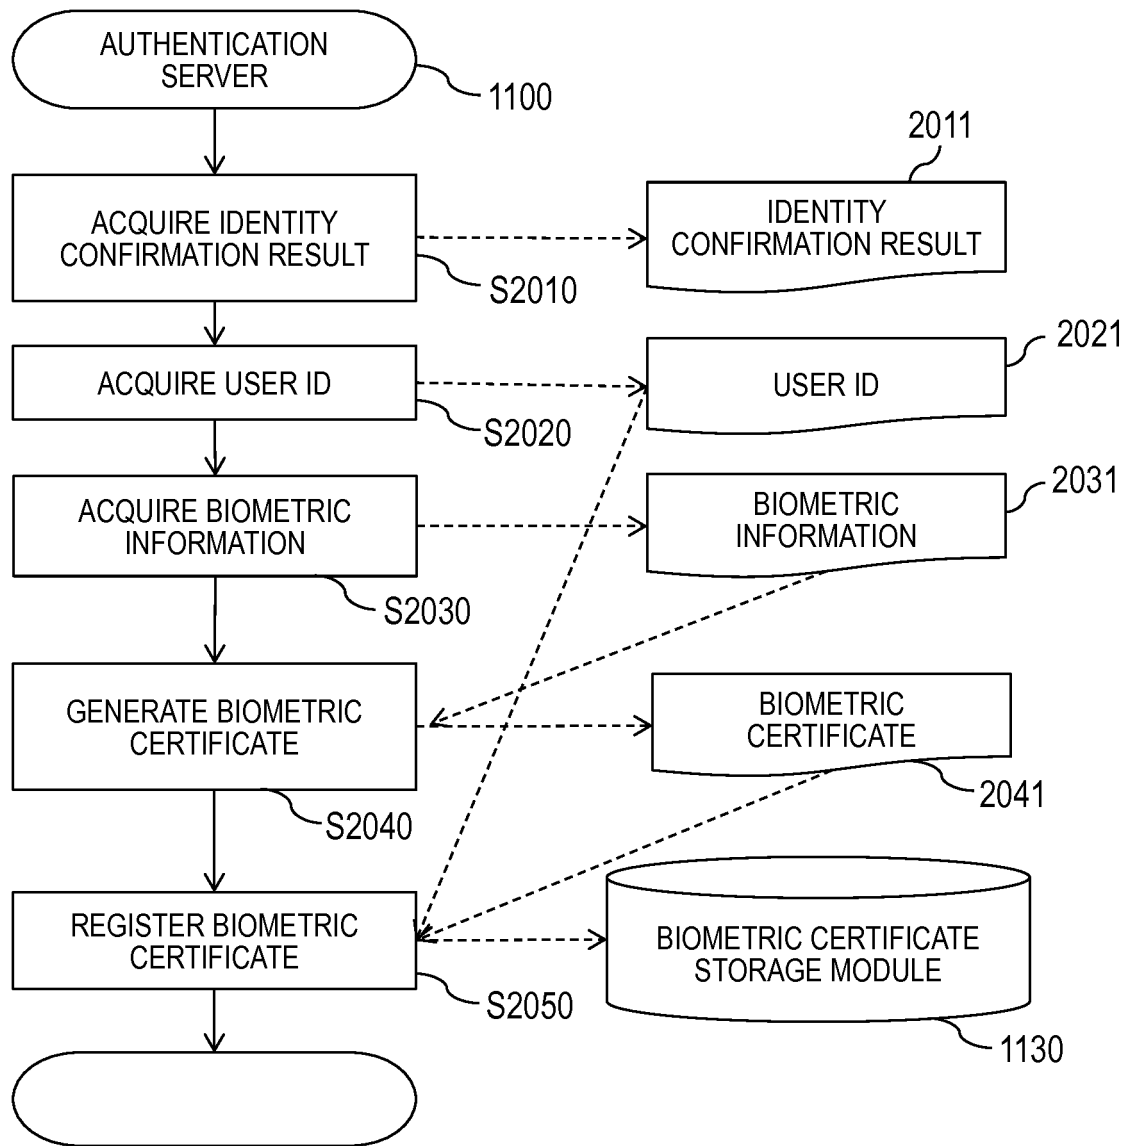 AUTHENTICATION
SERVER
1100
2011
ACQUIRE IDENTITY
CONFIRMATION RESULT
S2010
IDENTITY
CONFIRMATION RESULT
2021
ACQUIRE USER ID
S2020
USER ID
2031
ACQUIRE BIOMETRIC
INFORMATION
S2030
BIOMETRIC
INFORMATION
GENERATE BIOMETRIC
CERTIFICATE
S2040
BIOMETRIC
CERTIFICATE
2041
REGISTER BIOMETRIC
CERTIFICATE
S2050
BIOMETRIC CERTIFICATE
STORAGE MODULE
1130